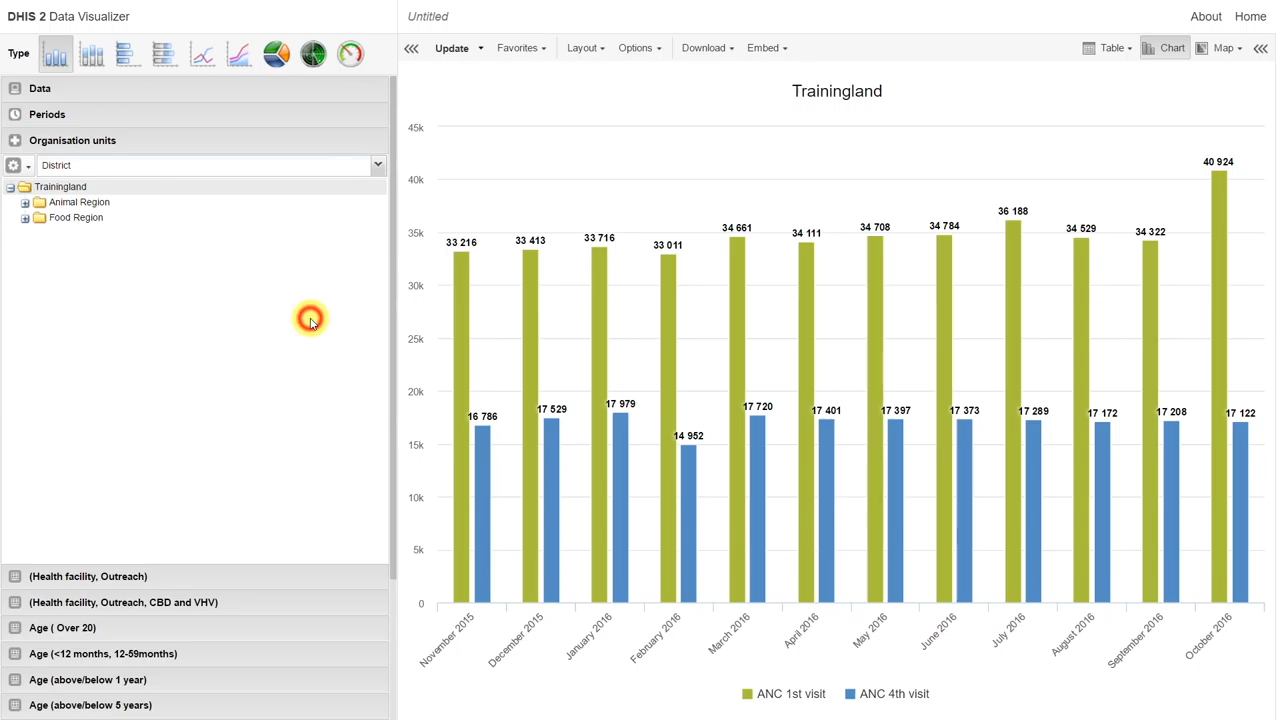 DHIS 2 Data Visualizer
Untitled
About
Home
Type
Update
Favorites
Layout
Options
Download
Embed
Table
Chart
Map
Data
Periods
Organisation units
District
Trainingland
Animal Region
Food Region
(Health facility, Outreach)
(Health facility, Outreach, CBD and VHV)
Age ( Over 20)
Age (<12 months, 12-59months)
Age (above/below 1 year)
Age (above/below 5 years)
Trainingland
45k
40k
35k
30k
25k
20k
15k
10k
5k
0
33 216
16 786
33 413
17 529
33 716
17 979
33 011
14 952
34 661
17 720
34 111
17 401
34 708
17 397
34 784
17 373
36 188
17 289
34 529
17 172
34 322
17 208
40 924
17 122
November 2015
December 2015
January 2016
February 2016
March 2016
April 2016
May 2016
June 2016
July 2016
August 2016
September 2016
October 2016
ANC 1st visit
ANC 4th visit